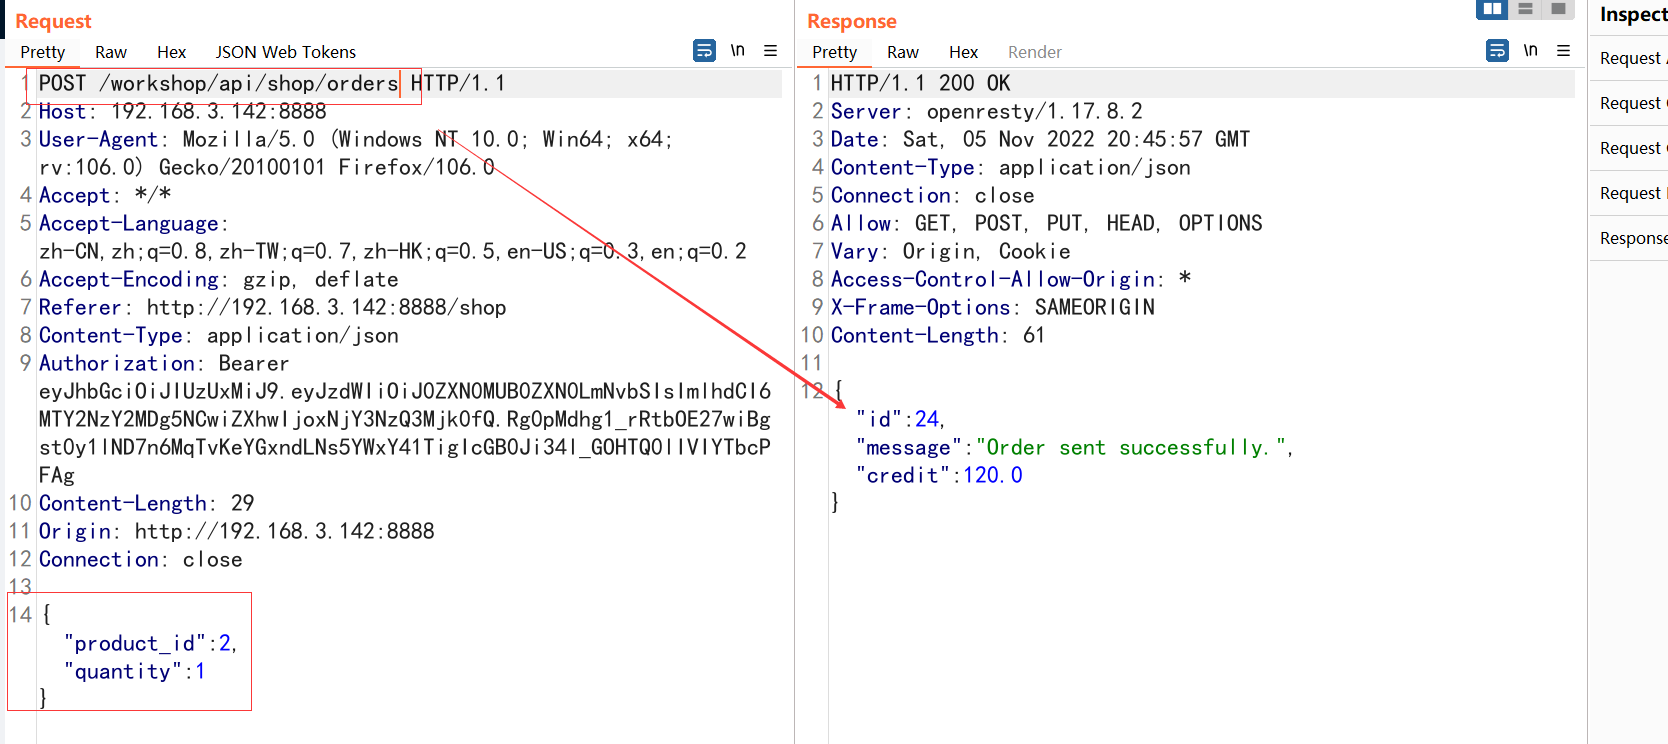 Request
Pretty Raw Hex JSON Web Tokens \n
1 POST /workshop/api/shop/orders HTTP/1.1
2 Host: 192.168.3.142:8888
3 User-Agent: Mozilla/5.0 (Windows NT 10.0; Win64; x64;
rv:106.0) Gecko/20100101 Firefox/106.0
4 Accept: */*
5 Accept-Language:
zh-CN,zh;q=0.8,zh-TW;q=0.7,zh-HK;q=0.5,en-US;q=0.3,en;q=0.2
6 Accept-Encoding: gzip, deflate
7 Referer: http://192.168.3.142:8888/shop
8 Content-Type: application/json
9 Authorization: Bearer
eyJhbGciOiJIUzUxMiJ9.eyJzdWIiOiJ0ZXN0MUB0ZXN0LmNvbSIsImlhdCI6
MTY2NzY2MDg5NCwiZXhwIjoxNjY3NzQ3Mjk0fQ.Rg0pMdhg1_rRtbOE27wiBg
FAg
10 Content-Length: 29
11 Origin: http://192.168.3.142:8888
12 Connection: close
13
14 {
"product_id":2,
"quantity":1
}
Response
Pretty Raw Hex Render \n
1 HTTP/1.1 200 OK
2 Server: openresty/1.17.8.2
3 Date: Sat, 05 Nov 2022 20:45:57 GMT
4 Content-Type: application/json
5 Connection: close
6 Allow: GET, POST, PUT, HEAD, OPTIONS
7 Vary: Origin, Cookie
8 Access-Control-Allow-Origin: *
9 X-Frame-Options: SAMEORIGIN
10 Content-Length: 61
11
12 {
"id":24,
"message":"Order sent successfully.",
"credit":120.0
}
Inspect
Request
Request
Request
Request
Response